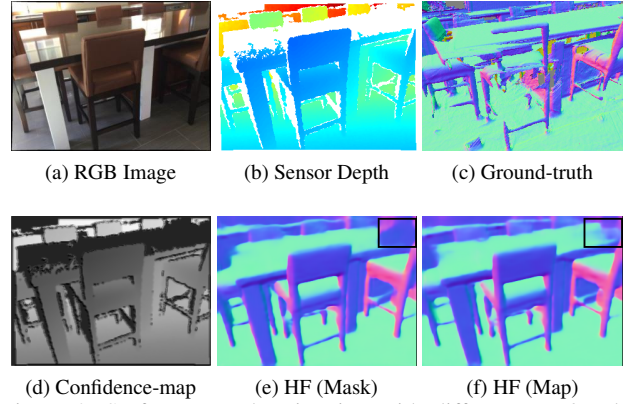 (a) RGB Image (b) Sensor Depth (c) Ground-truth
(d) Confidence-map (e) HF (Mask) (f) HF (Map)